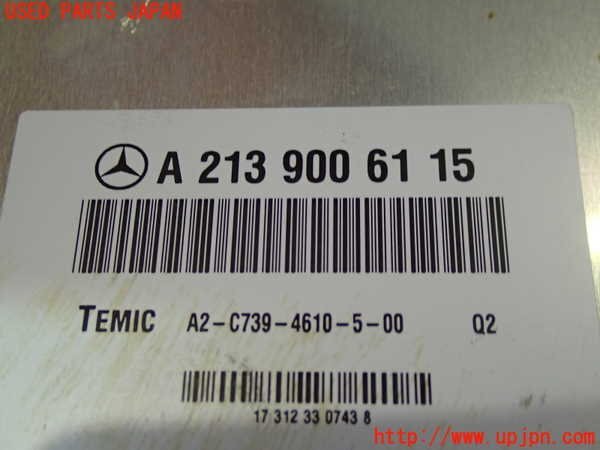 USED PARTS JAPAN
A 213 900 61 15
TEMIC A2-C739-4610-5-00 Q2
17 312 33 0743 8
http://www.upjpn.com